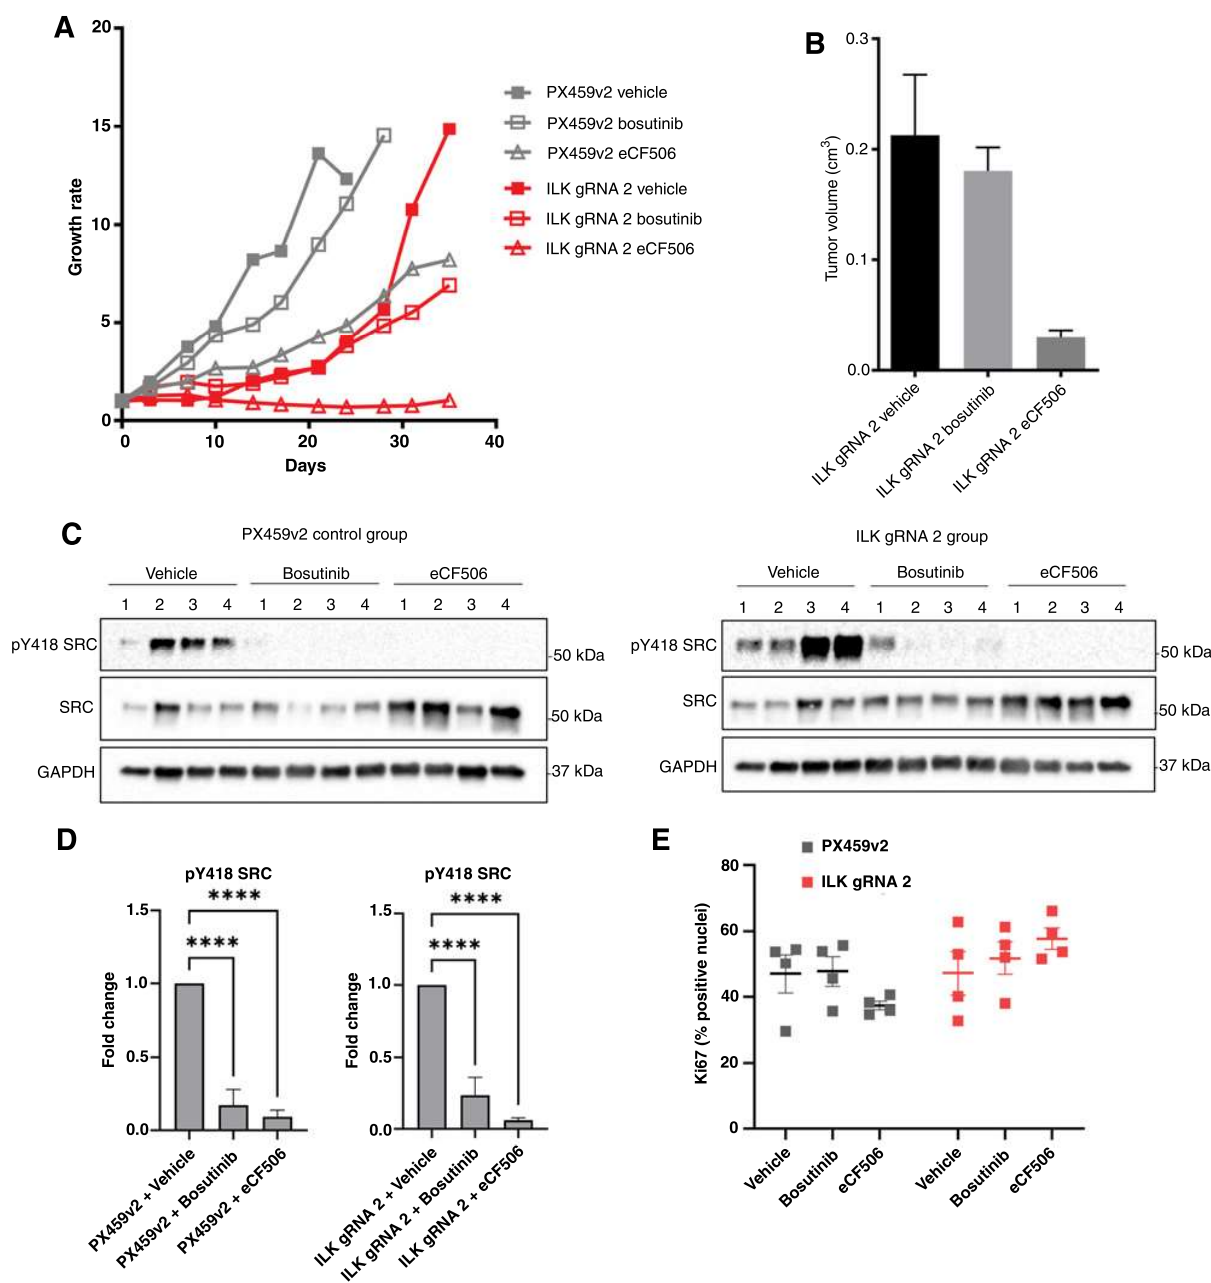 A
20
15
10
5
0
Growth rate
0 10 20 30 40
Days
PX459v2 vehicle
PX459v2 bosutinib
PX459v2 eCF506
ILK gRNA 2 vehicle
ILK gRNA 2 bosutinib
ILK gRNA 2 eCF506
B
0.3
0.2
0.1
0.0
Tumor volume (cm³)
ILK gRNA 2 vehicle
ILK gRNA 2 bosutinib
ILK gRNA 2 eCF506
C
PX459v2 control group
Vehicle Bosutinib eCF506
1 2 3 4 1 2 3 4 1 2 3 4
pY418 SRC
50 kDa
SRC
50 kDa
GAPDH
37 kDa
ILK gRNA 2 group
Vehicle Bosutinib eCF506
1 2 3 4 1 2 3 4 1 2 3 4
pY418 SRC
50 kDa
SRC
50 kDa
GAPDH
37 kDa
D
pY418 SRC
****
****
1.5
1.0
0.5
0.0
Fold change
PX459v2 + Vehicle
PX459v2 + Bosutinib
PX459v2 + eCF506
pY418 SRC
****
****
1.5
1.0
0.5
0.0
Fold change
ILK gRNA 2 + Vehicle
ILK gRNA 2 + Bosutinib
ILK gRNA 2 + eCF506
E
PX459v2
ILK gRNA 2
80
60
40
20
0
Ki67 (% positive nuclei)
Vehicle
Bosutinib
eCF506
Vehicle
Bosutinib
eCF506